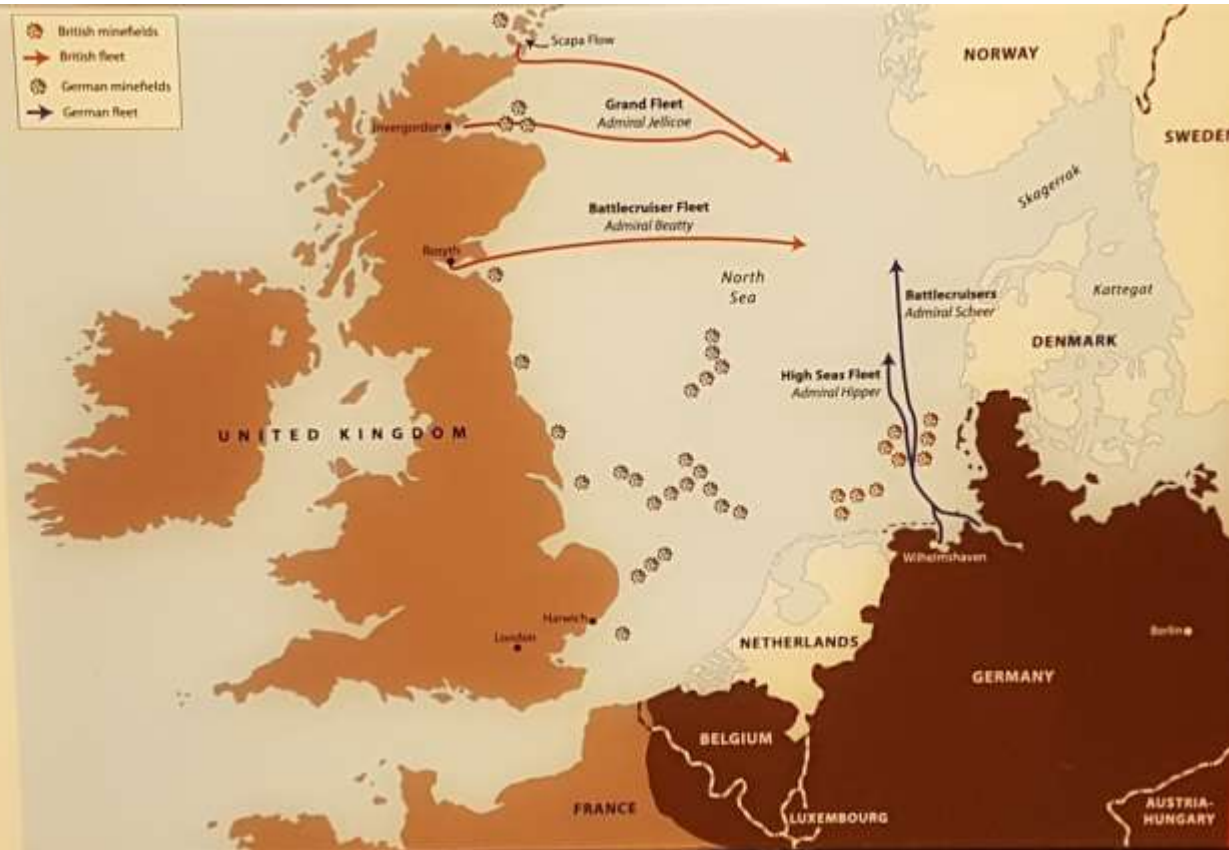 British minefields
British fleet
German minefields
German fleet
Scapa Flow
NORWAY
Grand Fleet
Admiral Jellicoe
Invergordon
SWEDEN
Skagerrak
Battlecruiser Fleet
Admiral Beatty
Rosyth
North
Sea
Kattegat
Battlecruisers
Admiral Scheer
DENMARK
High Seas Fleet
Admiral Hipper
UNITED KINGDOM
Wilhelmshaven
Harwich
London
NETHERLANDS
Berlin
GERMANY
BELGIUM
FRANCE
LUXEMBOURG
AUSTRIA-
HUNGARY